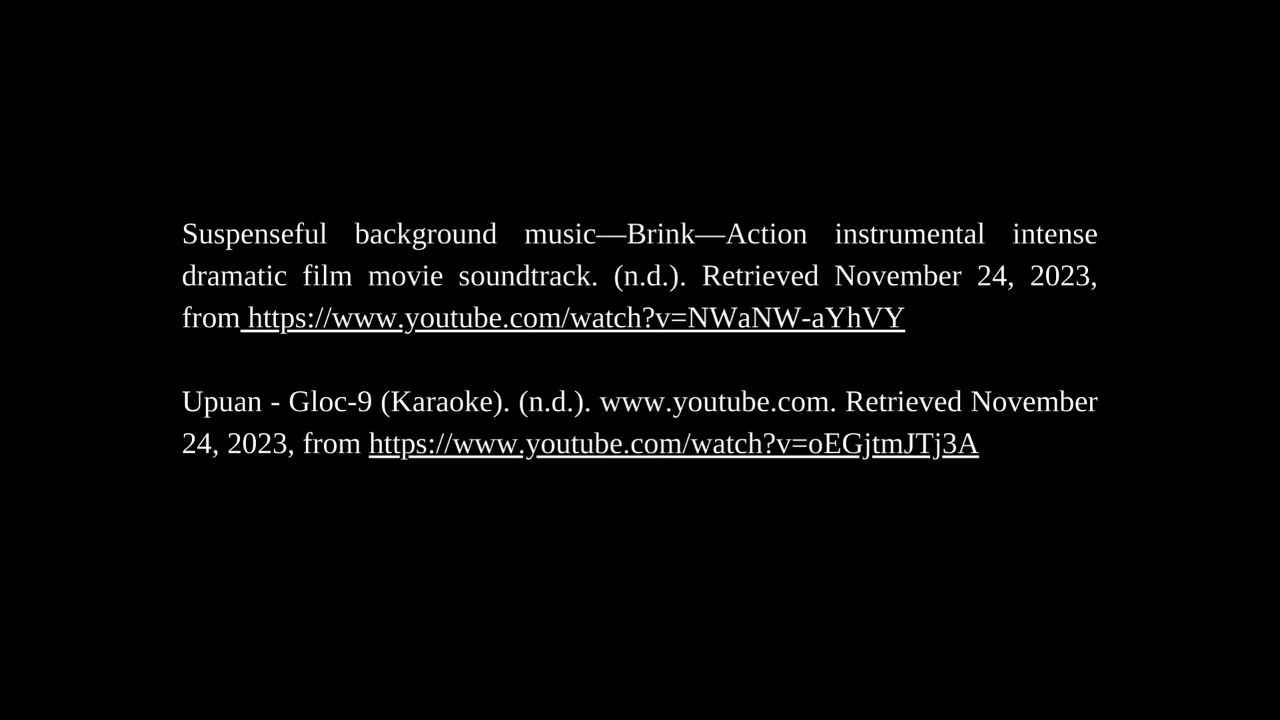 Suspenseful background music—Brink—Action instrumental intense
dramatic film movie soundtrack. (n.d.). Retrieved November 24, 2023,
from https://www.youtube.com/watch?v=NWaNW-aYhVY
Upuan - Gloc-9 (Karaoke). (n.d.). www.youtube.com. Retrieved November
24, 2023, from https://www.youtube.com/watch?v=oEGjtmJTj3A